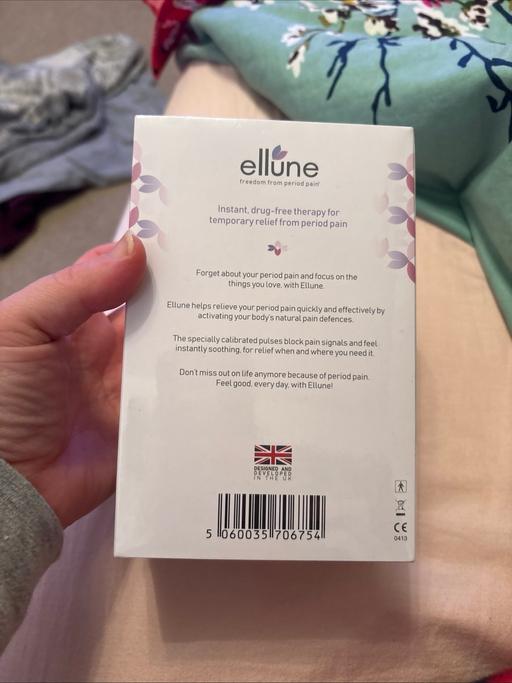 ellune
freedom from period pain
Instant, drug-free therapy for
temporary relief from period pain
Forget about your period pain and focus on the
things you love, with Ellune.
Ellune helps relieve your period pain quickly and effectively by
activating your body's natural pain defences.
The specially calibrated pulses block pain signals and feel
instantly soothing, for relief when and where you need it.
Don't miss out on life anymore because of period pain.
Feel good, every day, with Ellune!
DESIGNED AND
DEVELOPED
IN THE UK
5 060035 706754
CE
0413